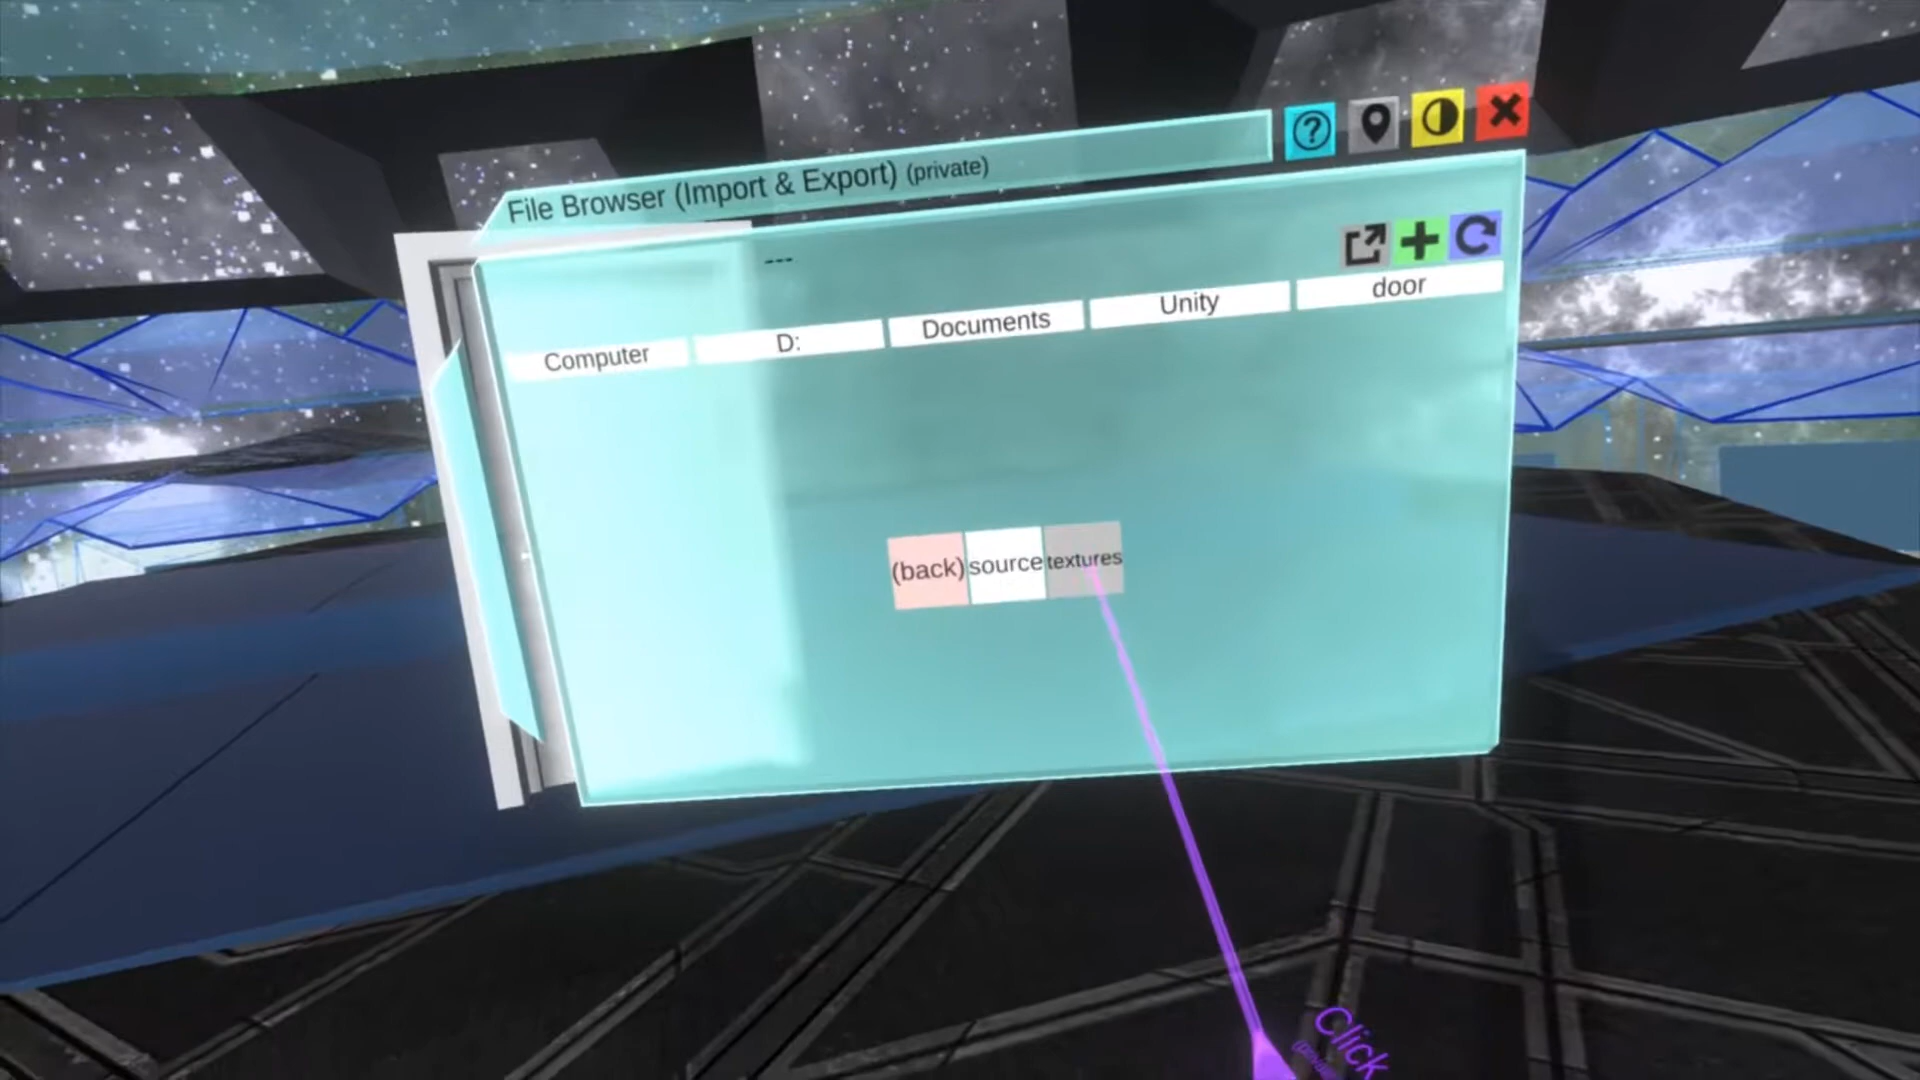 File Browser (Import & Export) (private)
---
Computer D: Documents Unity door
(back) source textures
Click